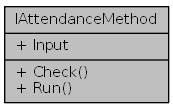 IAttendanceMethod
+ Input
+ Check()
+ Run()